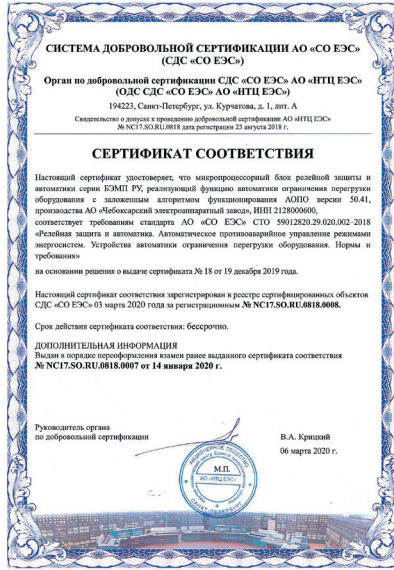 СИСТЕМА ДОБРОВОЛЬНОЙ СЕРТИФИКАЦИИ АО «СО ЕЭС»
(СДС «СО ЕЭС»)
Орган по добровольной сертификации СДС «СО ЕЭС» АО «НТЦ ЕЭС»
(ОДС СДС «СО ЕЭС» АО «НТЦ ЕЭС»)
194223, Санкт-Петербург, ул. Курчатова, д. 1, лит. А
Свидетельство о допуске к проведению добровольной сертификации АО «НТЦ ЕЭС»
№ NC17.SO.RU.0818 дата регистрации 23 августа 2018 г.
СЕРТИФИКАТ СООТВЕТСТВИЯ
Настоящий сертификат удостоверяет, что микропроцессорный блок релейной защиты и
автоматики серии БЭМП РУ, реализующий функцию автоматики ограничения перегрузки
оборудования с заложенным алгоритмом функционирования АОПО версии 50.41,
производства АО «Чебоксарский электроаппаратный завод», ИНН 2128000600,
соответствует требованиям стандарта АО «СО ЕЭС» СТО 59012820.29.020.002–2018
«Релейная защита и автоматика. Автоматическое противоаварийное управление режимами
энергосистем. Устройства автоматики ограничения перегрузки оборудования. Нормы и
требования»
на основании решения о выдаче сертификата № 18 от 19 декабря 2019 года.
Настоящий сертификат соответствия зарегистрирован в реестре сертифицированных объектов
СДС «СО ЕЭС» 03 марта 2020 года за регистрационным № NC17.SO.RU.0818.0008.
Срок действия сертификата соответствия: бессрочно.
ДОПОЛНИТЕЛЬНАЯ ИНФОРМАЦИЯ
Выдан в порядке переоформления взамен ранее выданного сертификата соответствия
№ NC17.SO.RU.0818.0007 от 14 января 2020 г.
Руководитель органа
по добровольной сертификации
В.А. Крицкий
06 марта 2020 г.
АКЦИОНЕРНОЕ ОБЩЕСТВО
М.П.
АО «НТЦ ЕЭС»
САНКТ-ПЕТЕРБУРГ